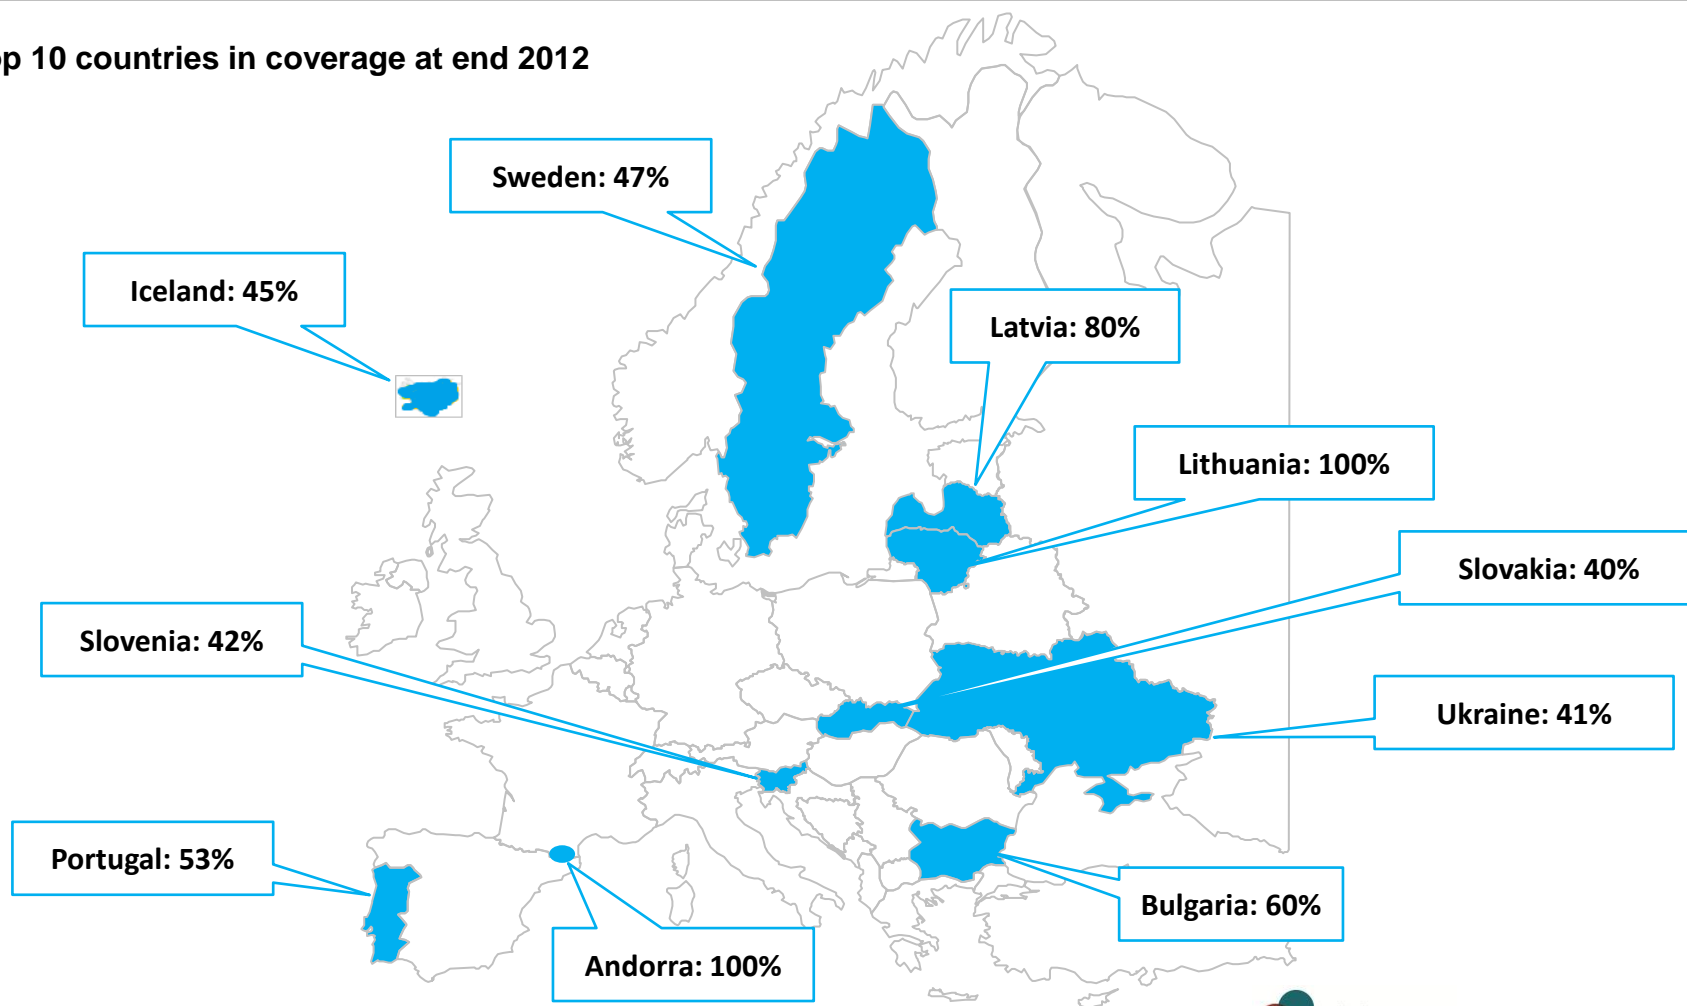 op 10 countries in coverage at end 2012
Sweden: 47%
Iceland: 45%
Latvia: 80%
Lithuania: 100%
Slovakia: 40%
Slovenia: 42%
Ukraine: 41%
Portugal: 53%
Bulgaria: 60%
Andorra: 100%